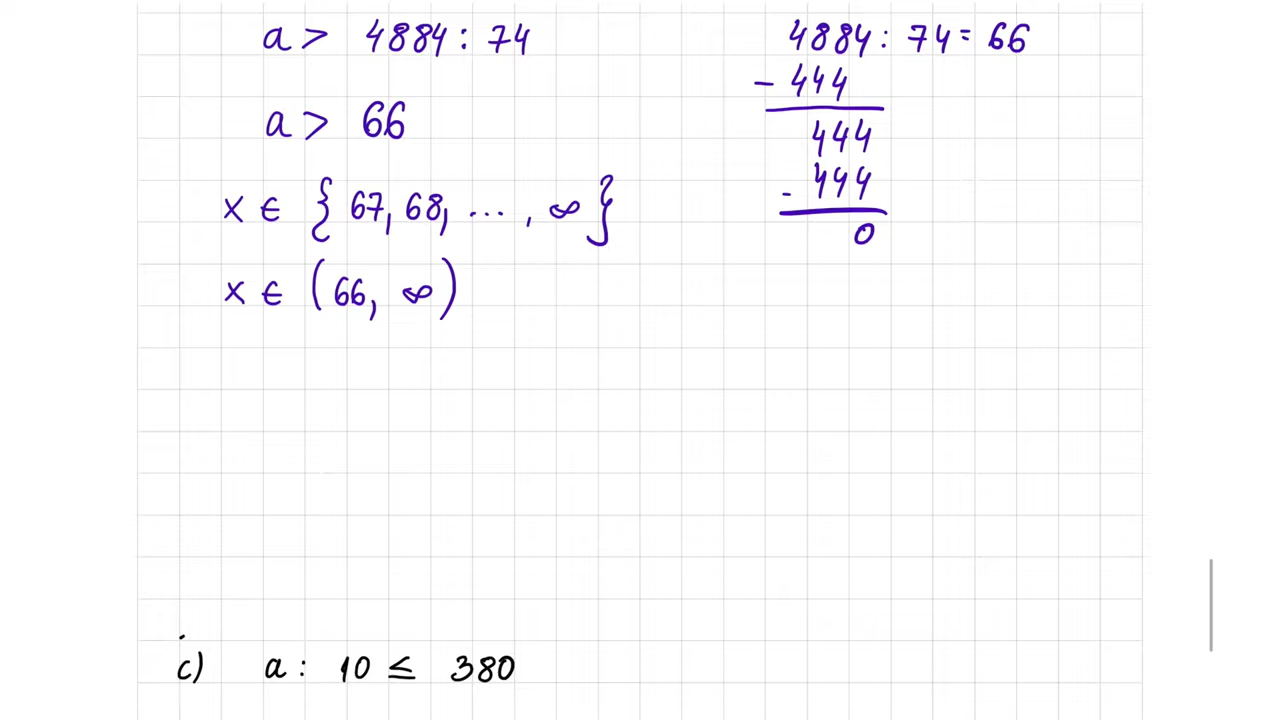 a > 4884 : 74
a > 66
x ∈ { 67, 68, ... , ∞ }
x ∈ ( 66, ∞ )
4884 : 74 = 66
- 444
444
- 444
0
c) a : 10 ≤ 380